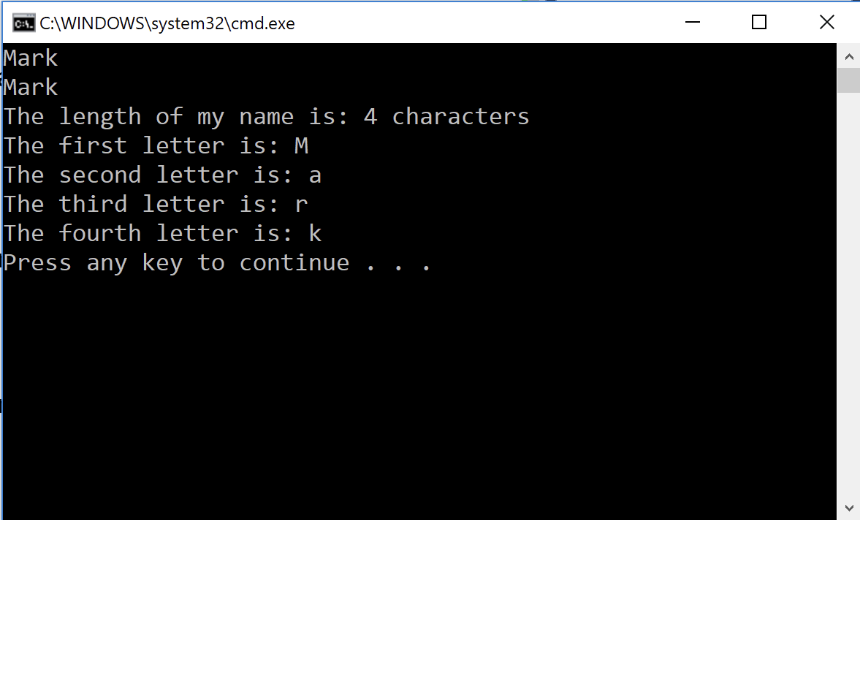 C:\WINDOWS\system32\cmd.exe
Mark
Mark
The length of my name is: 4 characters
The first letter is: M
The second letter is: a
The third letter is: r
The fourth letter is: k
Press any key to continue . . .